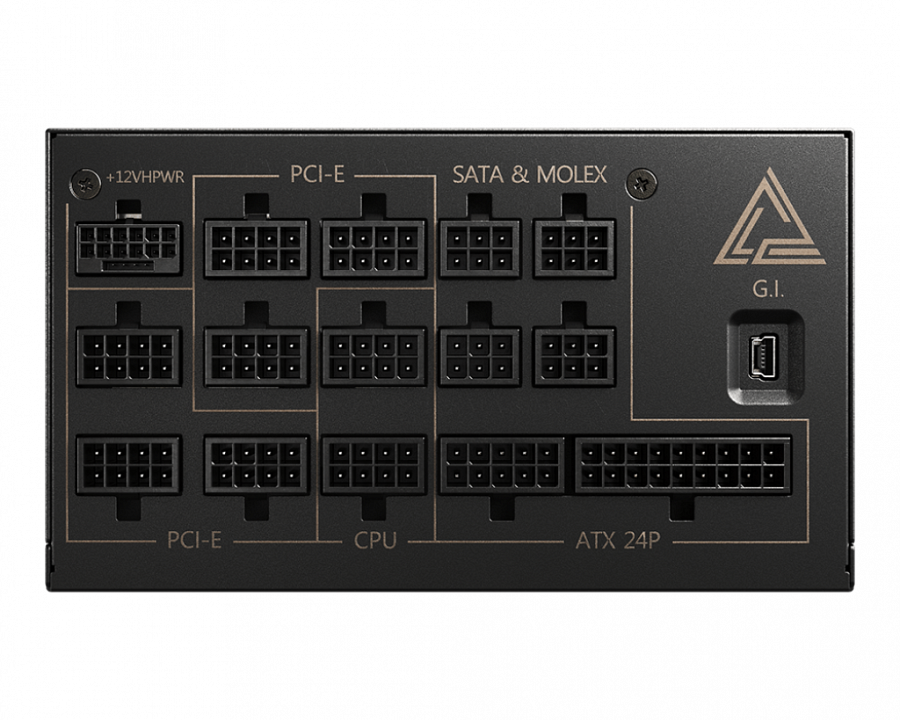 +12VHPWR
PCI-E
SATA & MOLEX
G.I.
PCI-E
CPU
ATX 24P